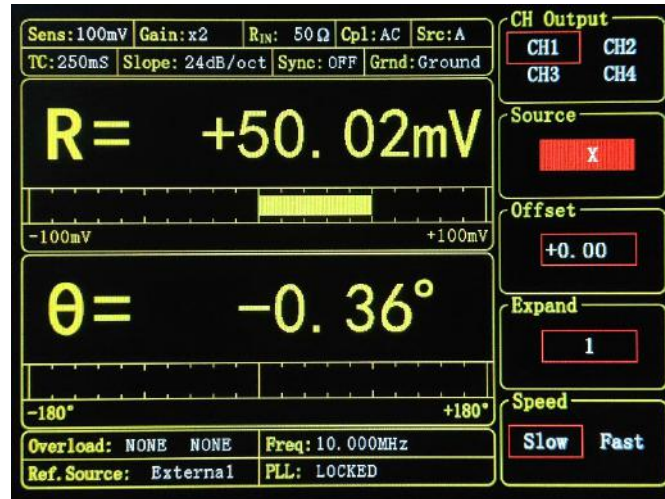 Sens:100mV Gain:x2 RIN: 50Ω Cpl:AC Src:A
TC:250mS Slope: 24dB/oct Sync: OFF Grnd:Ground
R= +50.02mV
-100mV +100mV
θ= -0.36°
-180° +180°
Overload: NONE NONE Freq:10.000MHz
Ref.Source: External PLL: LOCKED
CH Output
CH1 CH2
CH3 CH4
Source
X
Offset
+0.00
Expand
1
Speed
Slow Fast